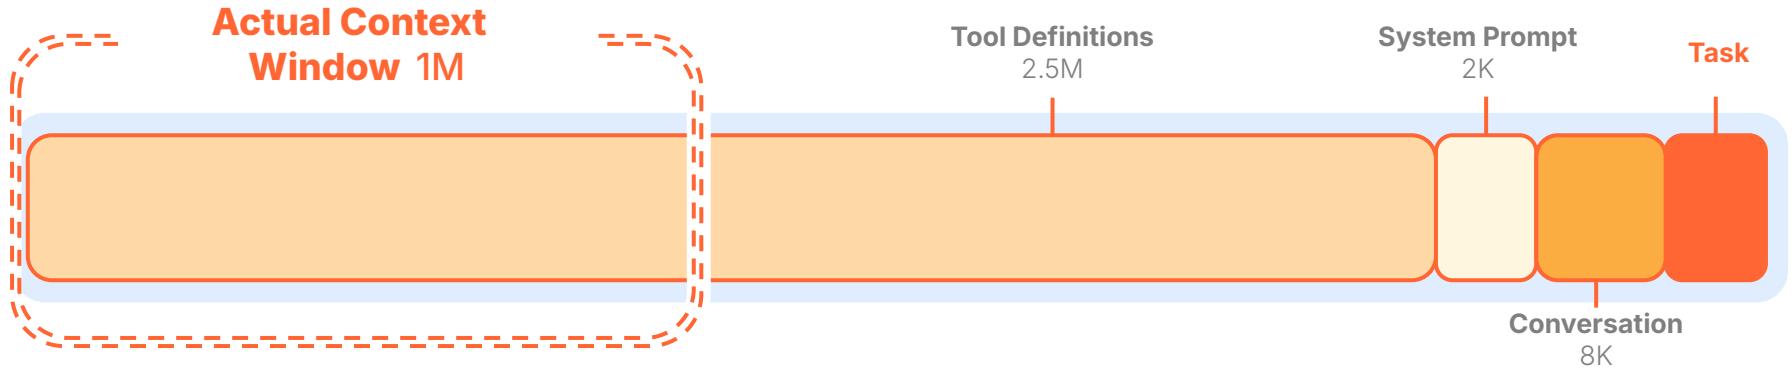 Actual Context
Window 1M
Tool Definitions
2.5M
System Prompt
2K
Task
Conversation
8K